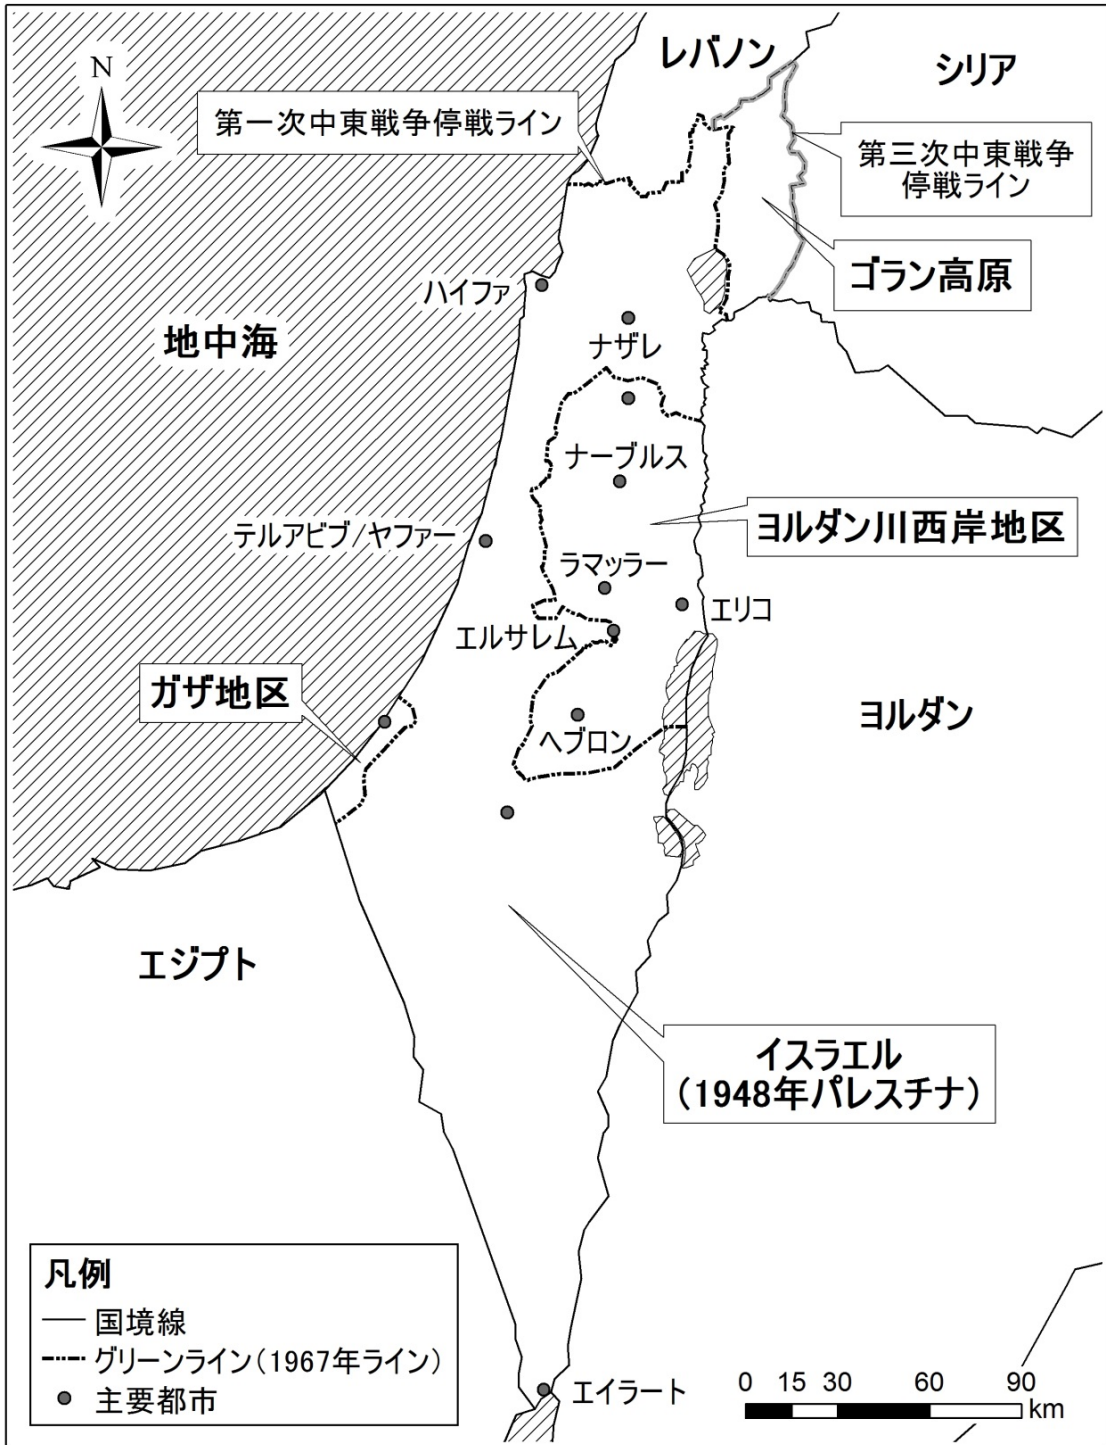 レバノン
シリア
N
第一次中東戦争停戦ライン
第三次中東戦争
停戦ライン
ゴラン高原
ハイファ
地中海
ナザレ
ナーブルス
ヨルダン川西岸地区
テルアビブ/ヤファー
ラマッラー
エリコ
エルサレム
ガザ地区
ヨルダン
ヘブロン
エジプト
イスラエル
(1948年パレスチナ)
凡例
国境線
グリーンライン(1967年ライン)
主要都市
エイラート
0 15 30 60 90
km